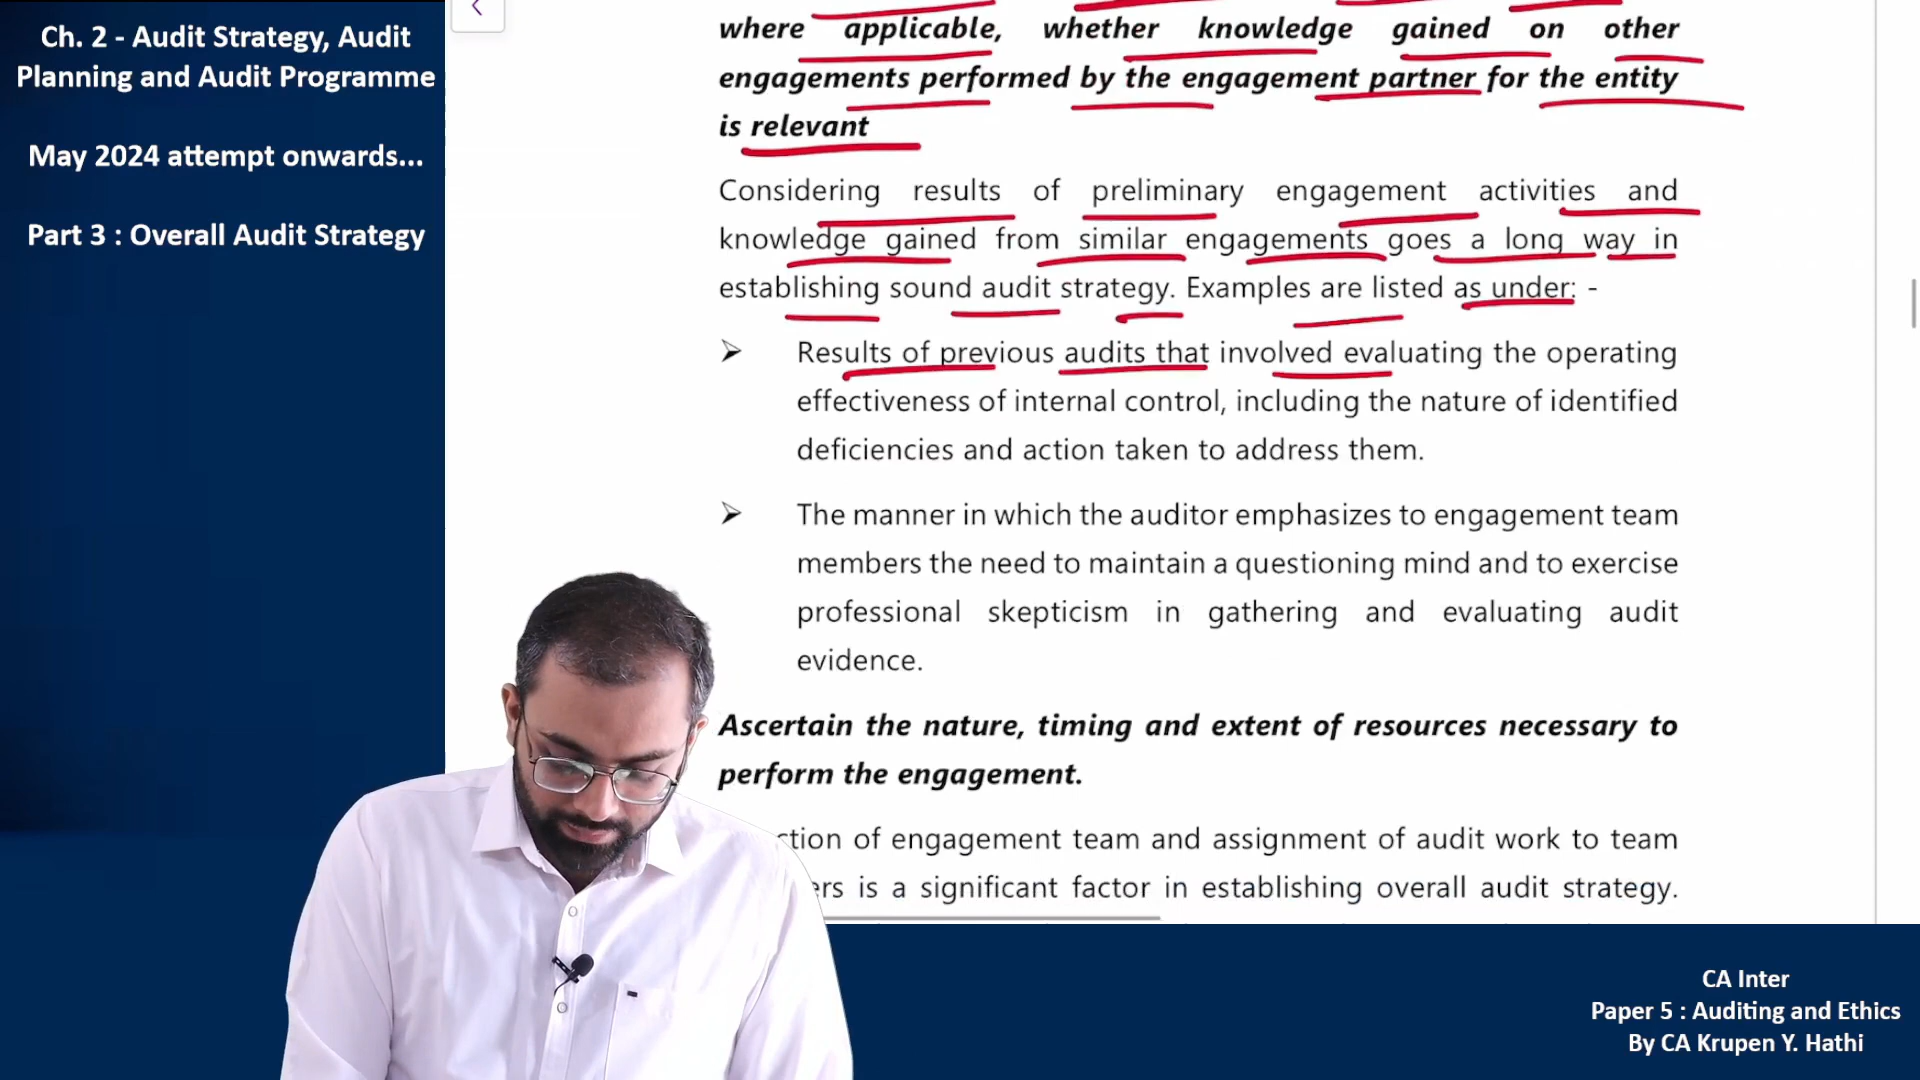 Ch. 2 - Audit Strategy, Audit
Planning and Audit Programme
May 2024 attempt onwards...
Part 3 : Overall Audit Strategy
where applicable, whether knowledge gained on other
engagements performed by the engagement partner for the entity
is relevant
Considering results of preliminary engagement activities and
knowledge gained from similar engagements goes a long way in
establishing sound audit strategy. Examples are listed as under: -
➢ Results of previous audits that involved evaluating the operating
effectiveness of internal control, including the nature of identified
deficiencies and action taken to address them.
➢ The manner in which the auditor emphasizes to engagement team
members the need to maintain a questioning mind and to exercise
professional skepticism in gathering and evaluating audit
evidence.
Ascertain the nature, timing and extent of resources necessary to
perform the engagement.
ction of engagement team and assignment of audit work to team
ers is a significant factor in establishing overall audit strategy.
CA Inter
Paper 5 : Auditing and Ethics
By CA Krupen Y. Hathi